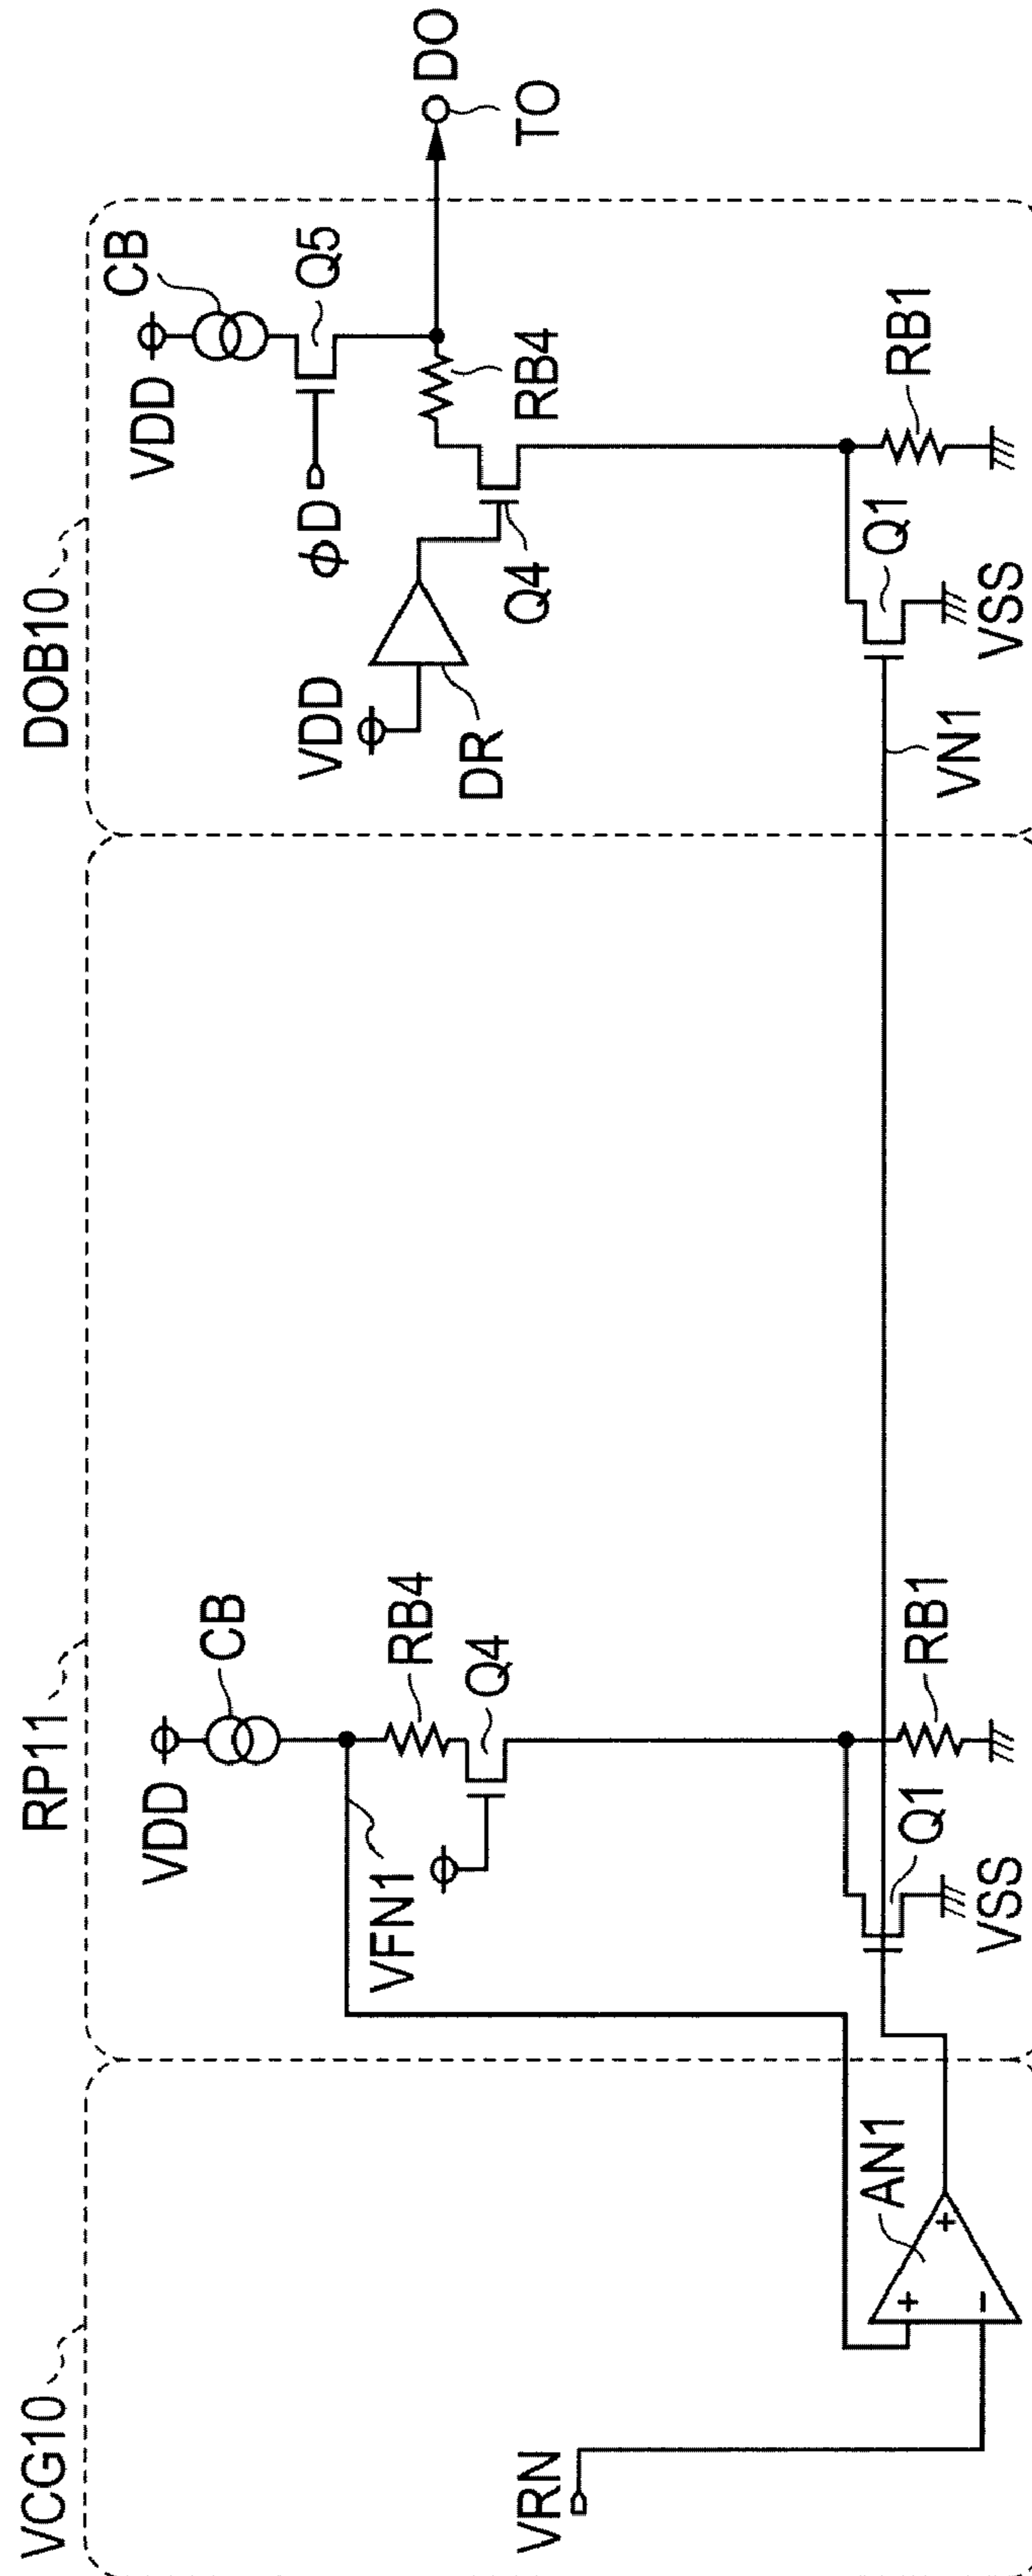 VCG10
RP11
DOB10
VRN
AN1
+
-
+
VFN1
VDD
CB
RB4
Q4
Q1
VSS
RB1
VDD
DR
VDD
CB
ϕD
Q5
Q4
RB4
DO
TO
VN1
Q1
VSS
RB1